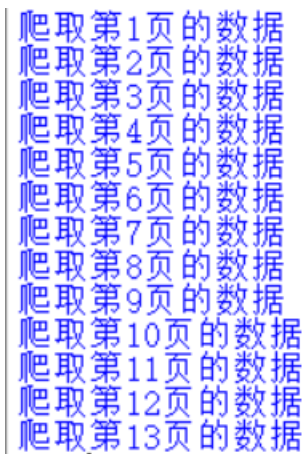 爬取第1页的数据
爬取第2页的数据
爬取第3页的数据
爬取第4页的数据
爬取第5页的数据
爬取第6页的数据
爬取第7页的数据
爬取第8页的数据
爬取第9页的数据
爬取第10页的数据
爬取第11页的数据
爬取第12页的数据
爬取第13页的数据